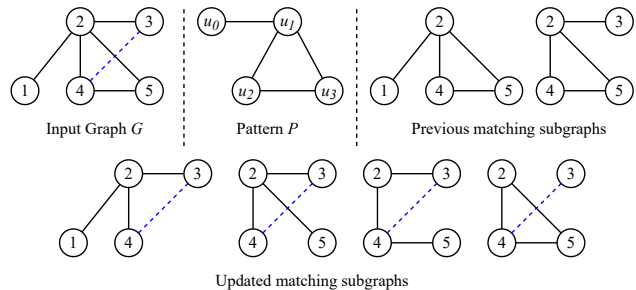 2 3 u0 u1 2 2 3
1 4 5 u2 u3 1 4 5 4 5
Input Graph G Pattern P Previous matching subgraphs
2 3 2 3 2 3 2 3
1 4 4 5 4 5 4 5
Updated matching subgraphs